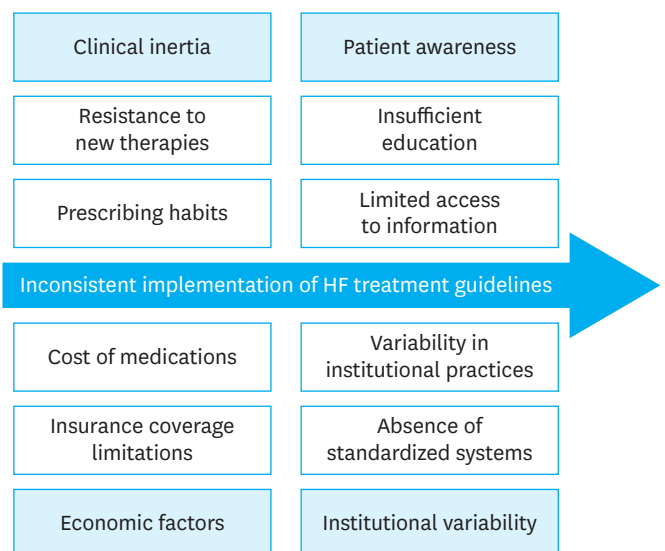 Clinical inertia
Patient awareness
Resistance to
new therapies
Insufficient
education
Prescribing habits
Limited access
to information
Inconsistent implementation of HF treatment guidelines
Cost of medications
Variability in
institutional practices
Insurance coverage
limitations
Absence of
standardized systems
Economic factors
Institutional variability